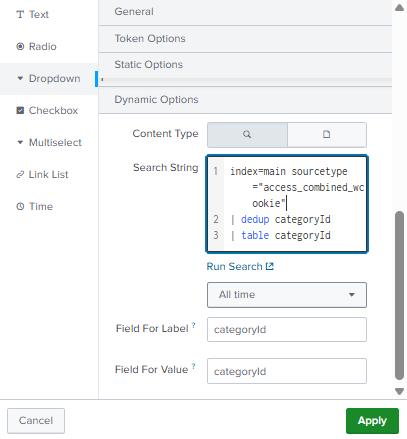 Text
Radio
Dropdown
Checkbox
Multiselect
Link List
Time
General
Token Options
Static Options
Dynamic Options
Content Type
Search String
1 index=main sourcetype
="access_combined_wc
ookie"
2 | dedup categoryId
3 | table categoryId
Run Search
All time
Field For Label ?
categoryId
Field For Value ?
categoryId
Cancel
Apply